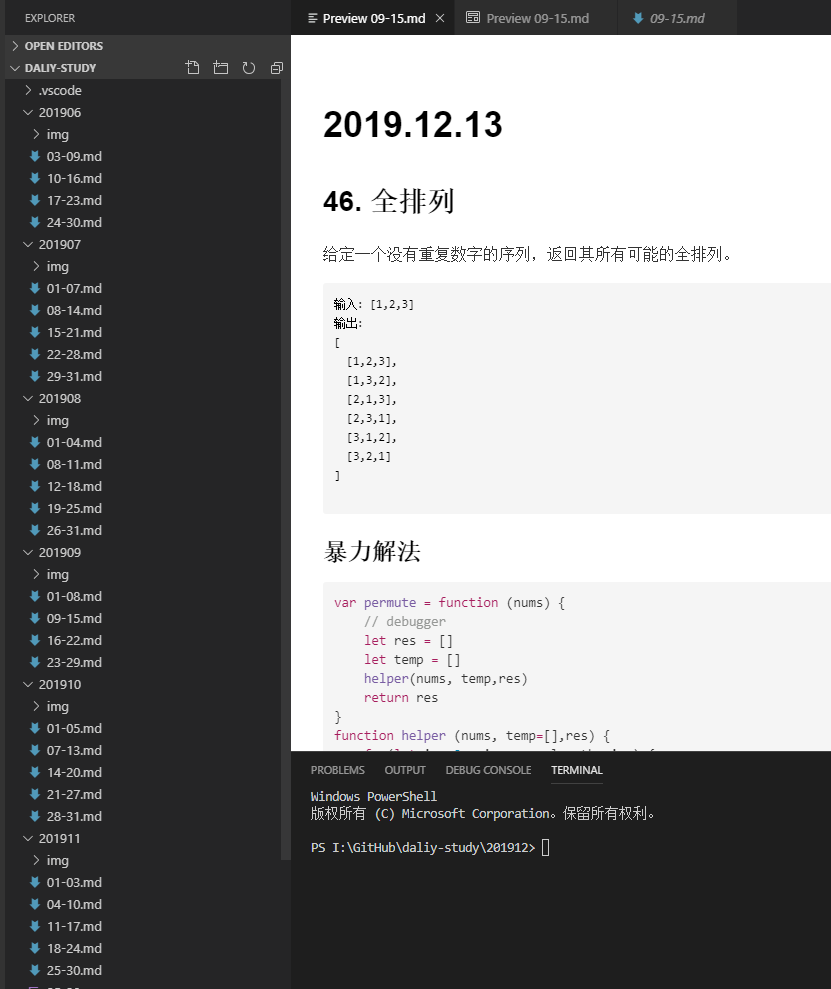 EXPLORER
OPEN EDITORS
DALIY-STUDY
.vscode
201906
img
03-09.md
10-16.md
17-23.md
24-30.md
201907
img
01-07.md
08-14.md
15-21.md
22-28.md
29-31.md
201908
img
01-04.md
08-11.md
12-18.md
19-25.md
26-31.md
201909
img
01-08.md
09-15.md
16-22.md
23-29.md
201910
img
01-05.md
07-13.md
14-20.md
21-27.md
28-31.md
201911
img
01-03.md
04-10.md
11-17.md
18-24.md
25-30.md
Preview 09-15.md
Preview 09-15.md
09-15.md
2019.12.13
46. 全排列
给定一个没有重复数字的序列，返回其所有可能的全排列。
输入: [1,2,3]
输出:
[
  [1,2,3],
  [1,3,2],
  [2,1,3],
  [2,3,1],
  [3,1,2],
  [3,2,1]
]
暴力解法
var permute = function (nums) {
    // debugger
    let res = []
    let temp = []
    helper(nums, temp,res)
    return res
}
function helper (nums, temp=[],res) {
PROBLEMS OUTPUT DEBUG CONSOLE TERMINAL
Windows PowerShell
版权所有 (C) Microsoft Corporation。保留所有权利。
PS I:\GitHub\daliy-study\201912>